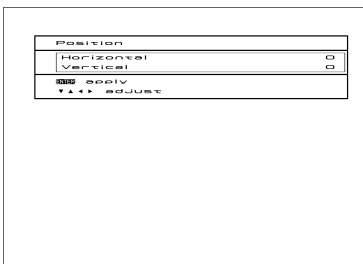 Position
Horizontal 0
Vertical 0
ENTER apply
▼▲◄► adjust